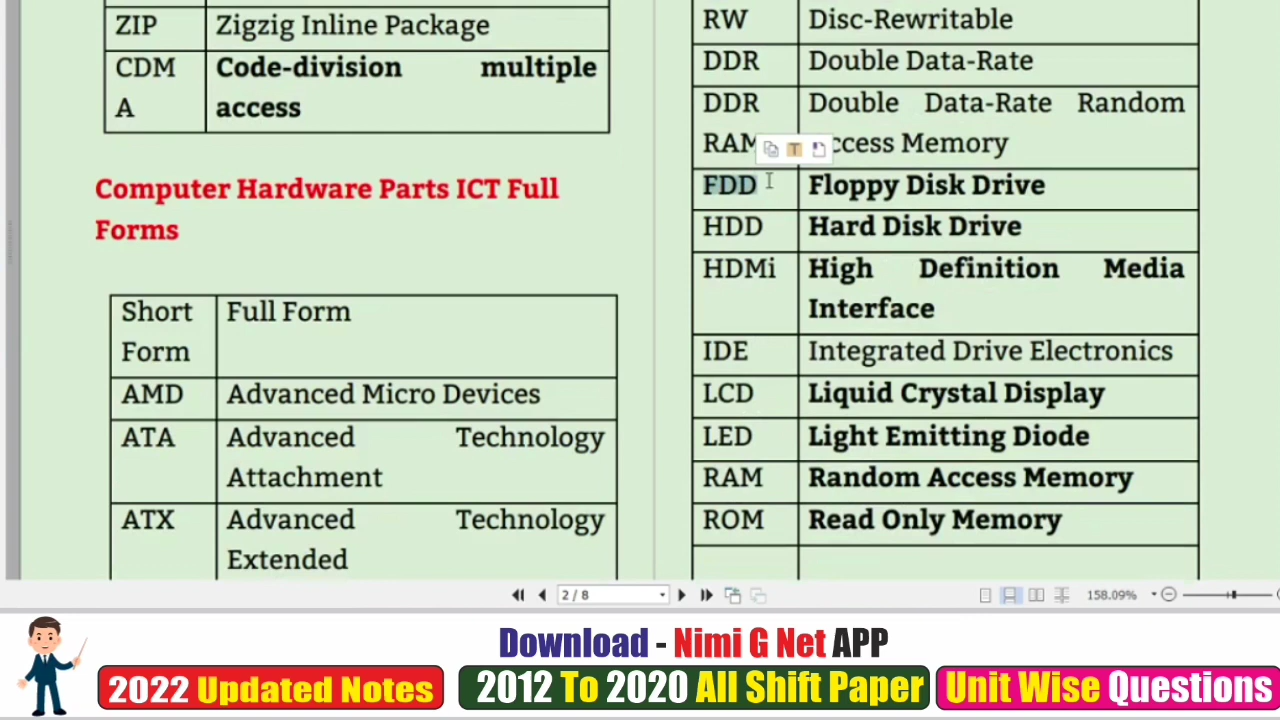 ZIP Zigzig Inline Package
CDM Code-division multiple
A access
Computer Hardware Parts ICT Full
Forms
Short Full Form
Form
AMD Advanced Micro Devices
ATA Advanced Technology
Attachment
ATX Advanced Technology
Extended
RW Disc-Rewritable
DDR Double Data-Rate
DDR Double Data-Rate Random
RAM ccess Memory
FDD Floppy Disk Drive
HDD Hard Disk Drive
HDMi High Definition Media
Interface
IDE Integrated Drive Electronics
LCD Liquid Crystal Display
LED Light Emitting Diode
RAM Random Access Memory
ROM Read Only Memory
2 / 8
158.09%
Download - Nimi G Net APP
2022 Updated Notes
2012 To 2020 All Shift Paper
Unit Wise Questions